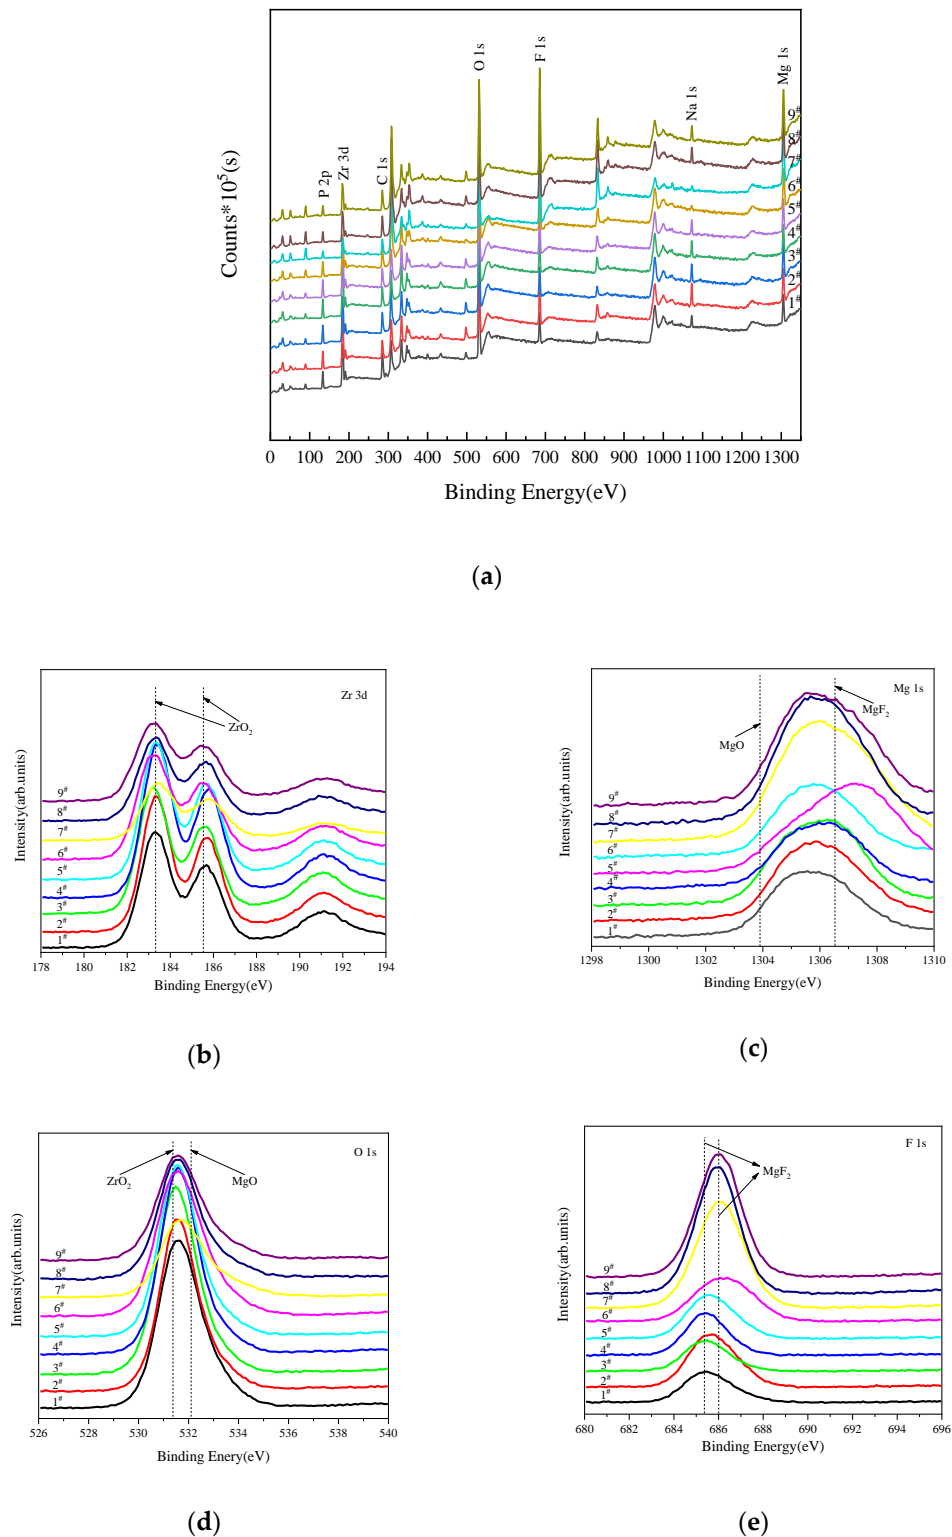 Counts*10⁵(s)
P 2p
Zr 3d
C 1s
O 1s
F 1s
Na 1s
Mg 1s
9#
8#
7#
6#
5#
4#
3#
2#
1#
0 100 200 300 400 500 600 700 800 900 1000 1100 1200 1300
Binding Energy(eV)
(a)
Intensity(arb.units)
Zr 3d
ZrO₂
9#
8#
7#
6#
5#
4#
3#
2#
1#
178 180 182 184 186 188 190 192 194
Binding Energy(eV)
(b)
Intensity(arb.units)
Mg 1s
MgF₂
MgO
9#
8#
7#
6#
5#
4#
3#
2#
1#
1298 1300 1302 1304 1306 1308 1310
Binding Energy(eV)
(c)
Intensity(arb.units)
O 1s
ZrO₂ MgO
9#
8#
7#
6#
5#
4#
3#
2#
1#
526 528 530 532 534 536 538 540
Binding Enery(eV)
(d)
Intensity(arb.units)
F 1s
MgF₂
9#
8#
7#
6#
5#
4#
3#
2#
1#
680 682 684 686 688 690 692 694 696
Binding Energy(eV)
(e)